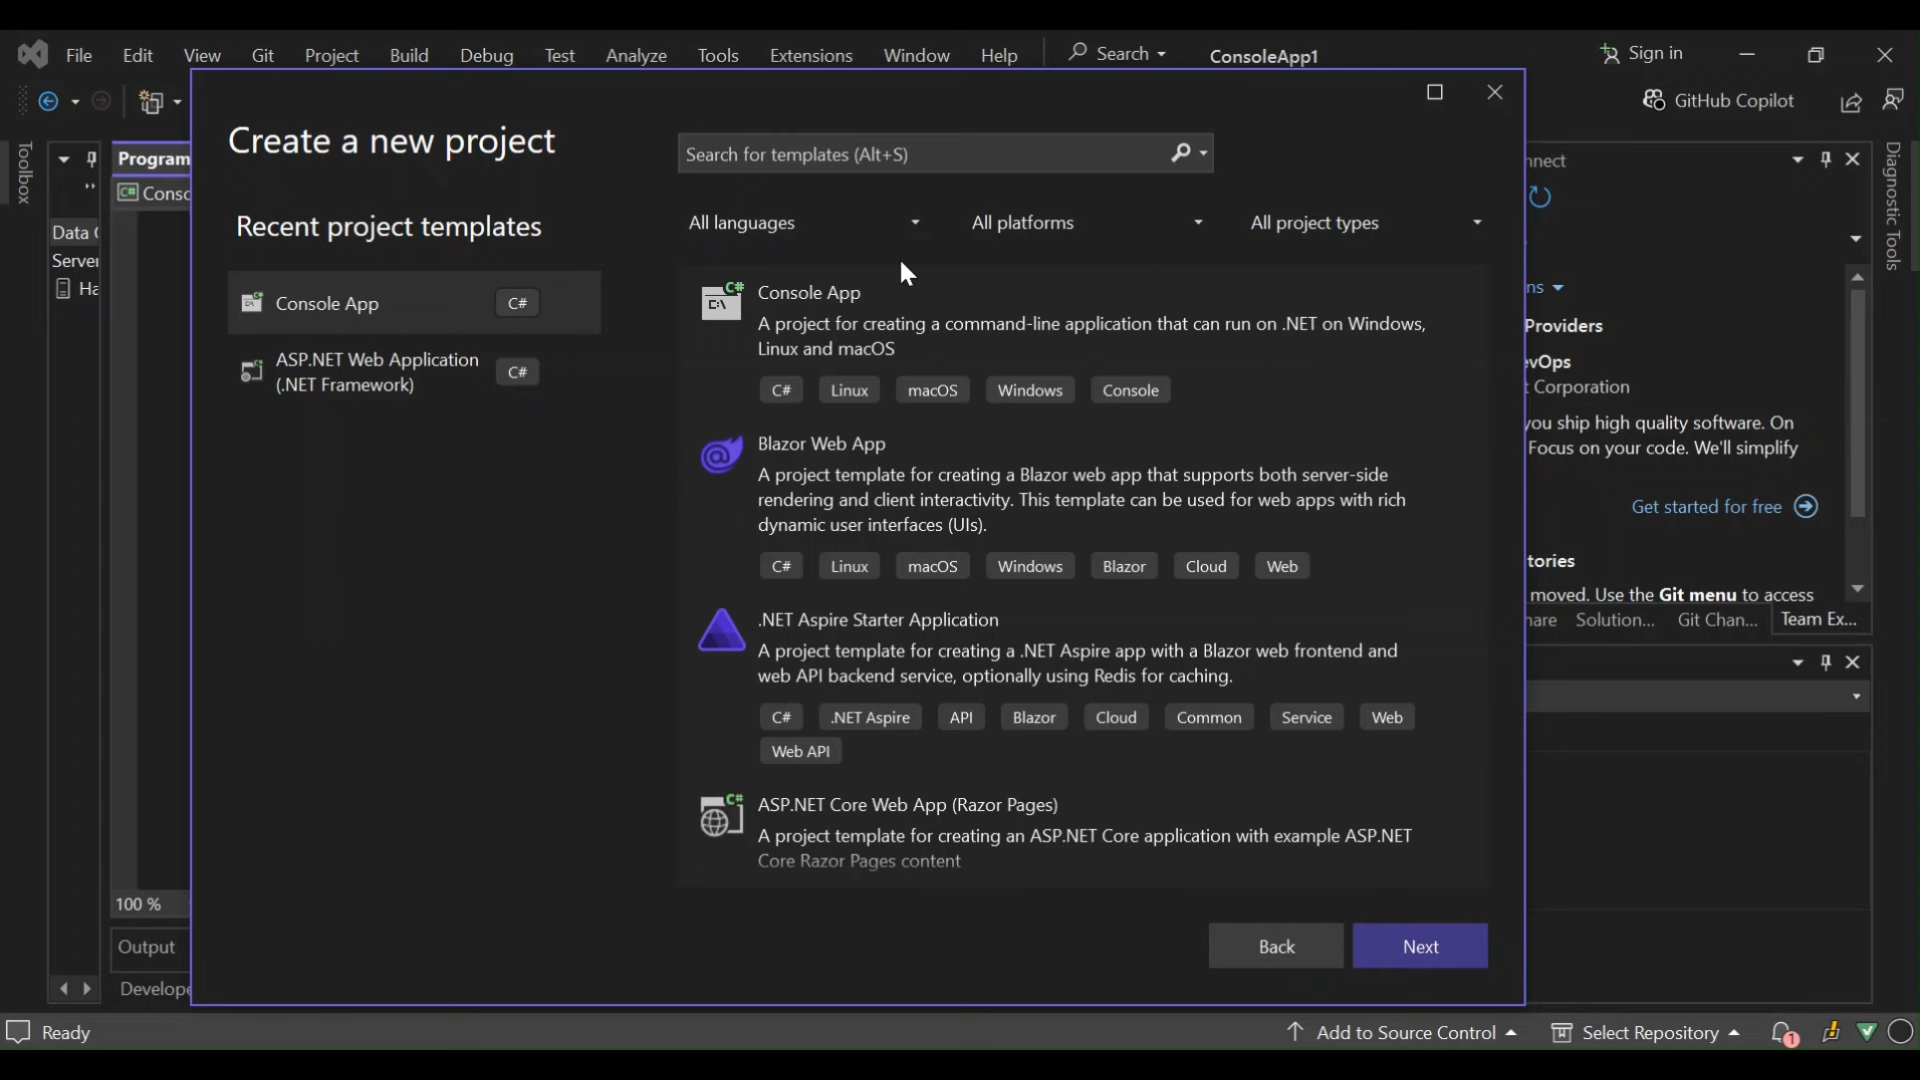 File Edit View Git Project Build Debug Test Analyze Tools Extensions Window Help Search ConsoleApp1 Sign in
GitHub Copilot
Toolbox
Program
Conso
Data
Server
Ha
100 %
Output
Develope
Create a new project
Search for templates (Alt+S)
Recent project templates
All languages All platforms All project types
Console App C#
ASP.NET Web Application
(.NET Framework) C#
Console App
A project for creating a command-line application that can run on .NET on Windows,
Linux and macOS
C# Linux macOS Windows Console
Blazor Web App
A project template for creating a Blazor web app that supports both server-side
rendering and client interactivity. This template can be used for web apps with rich
dynamic user interfaces (UIs).
C# Linux macOS Windows Blazor Cloud Web
.NET Aspire Starter Application
A project template for creating a .NET Aspire app with a Blazor web frontend and
web API backend service, optionally using Redis for caching.
C# .NET Aspire API Blazor Cloud Common Service Web
Web API
ASP.NET Core Web App (Razor Pages)
A project template for creating an ASP.NET Core application with example ASP.NET
Core Razor Pages content
Back Next
nnect
ns
Providers
evOps
t Corporation
you ship high quality software. On
Focus on your code. We'll simplify
Get started for free
tories
moved. Use the Git menu to access
hare Solution... Git Chan... Team Ex...
Diagnostic Tools
Ready Add to Source Control Select Repository 1